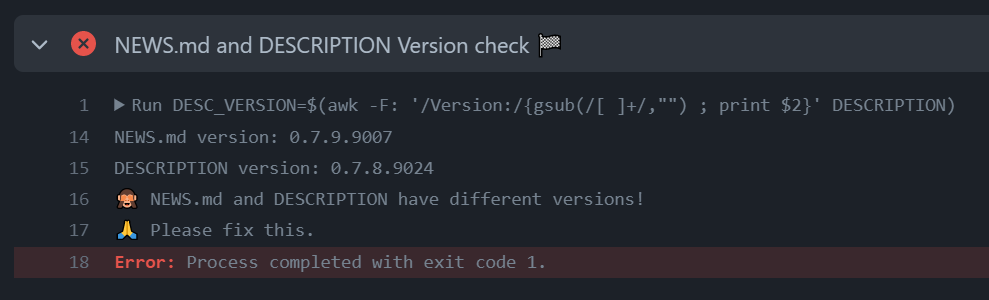 NEWS.md and DESCRIPTION Version check 🏁
1 ▶ Run DESC_VERSION=$(awk -F: '/Version:/{gsub(/[ ]+/,"") ; print $2}' DESCRIPTION)
14 NEWS.md version: 0.7.9.9007
15 DESCRIPTION version: 0.7.8.9024
16 🙈 NEWS.md and DESCRIPTION have different versions!
17 🙏 Please fix this.
18 Error: Process completed with exit code 1.